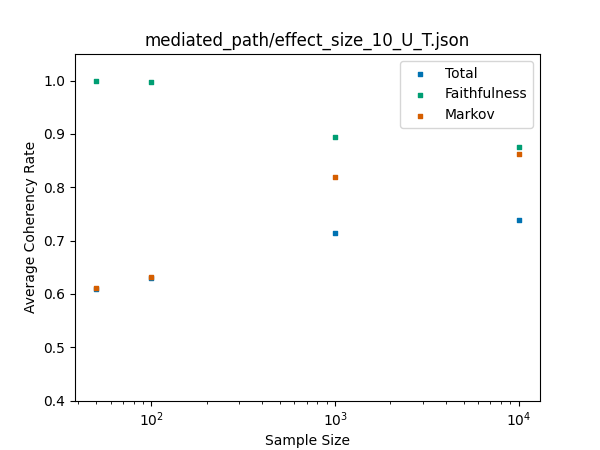 mediated_path/effect_size_10_U_T.json
Total
Faithfulness
Markov
1.0
0.9
0.8
0.7
0.6
0.5
0.4
Average Coherency Rate
10²
10³
10⁴
Sample Size